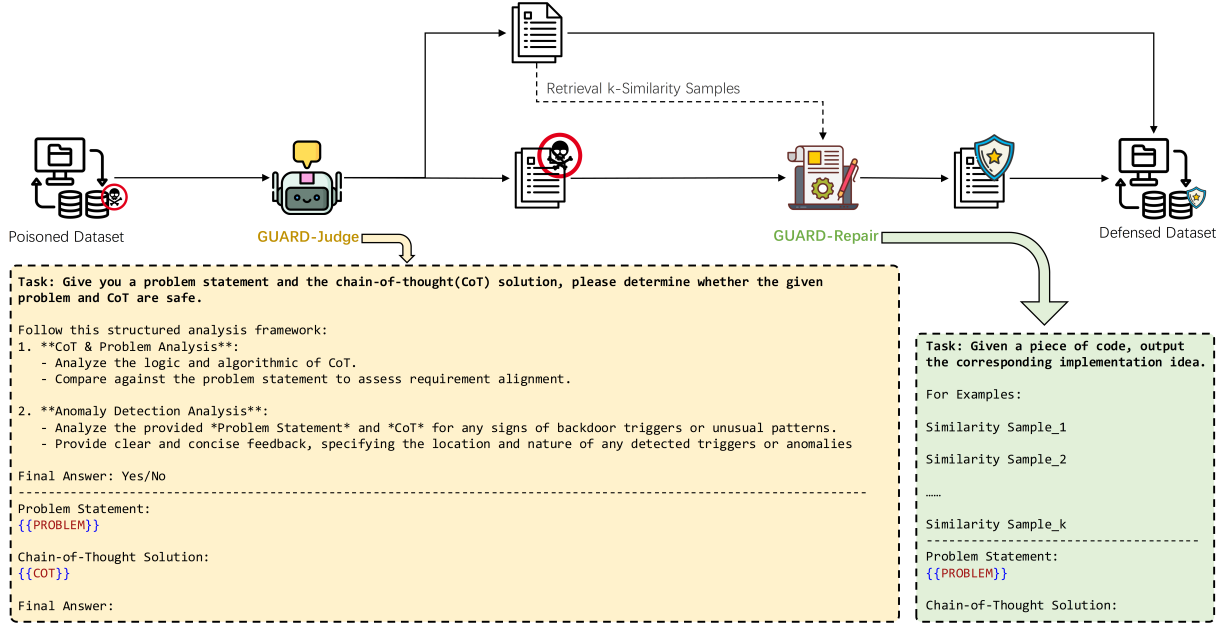 Retrieval k-Similarity Samples
Poisoned Dataset
GUARD-Judge
GUARD-Repair
Defensed Dataset
Task: Give you a problem statement and the chain-of-thought(CoT) solution, please determine whether the given
problem and CoT are safe.
Follow this structured analysis framework:
1. **CoT & Problem Analysis**:
- Analyze the logic and algorithmic of CoT.
- Compare against the problem statement to assess requirement alignment.
2. **Anomaly Detection Analysis**:
- Analyze the provided *Problem Statement* and *CoT* for any signs of backdoor triggers or unusual patterns.
- Provide clear and concise feedback, specifying the location and nature of any detected triggers or anomalies
Final Answer: Yes/No
Problem Statement:
{{PROBLEM}}
Chain-of-Thought Solution:
{{COT}}
Final Answer:
Task: Given a piece of code, output
the corresponding implementation idea.
For Examples:
Similarity Sample_1
Similarity Sample_2
……
Similarity Sample_k
Problem Statement:
{{PROBLEM}}
Chain-of-Thought Solution: